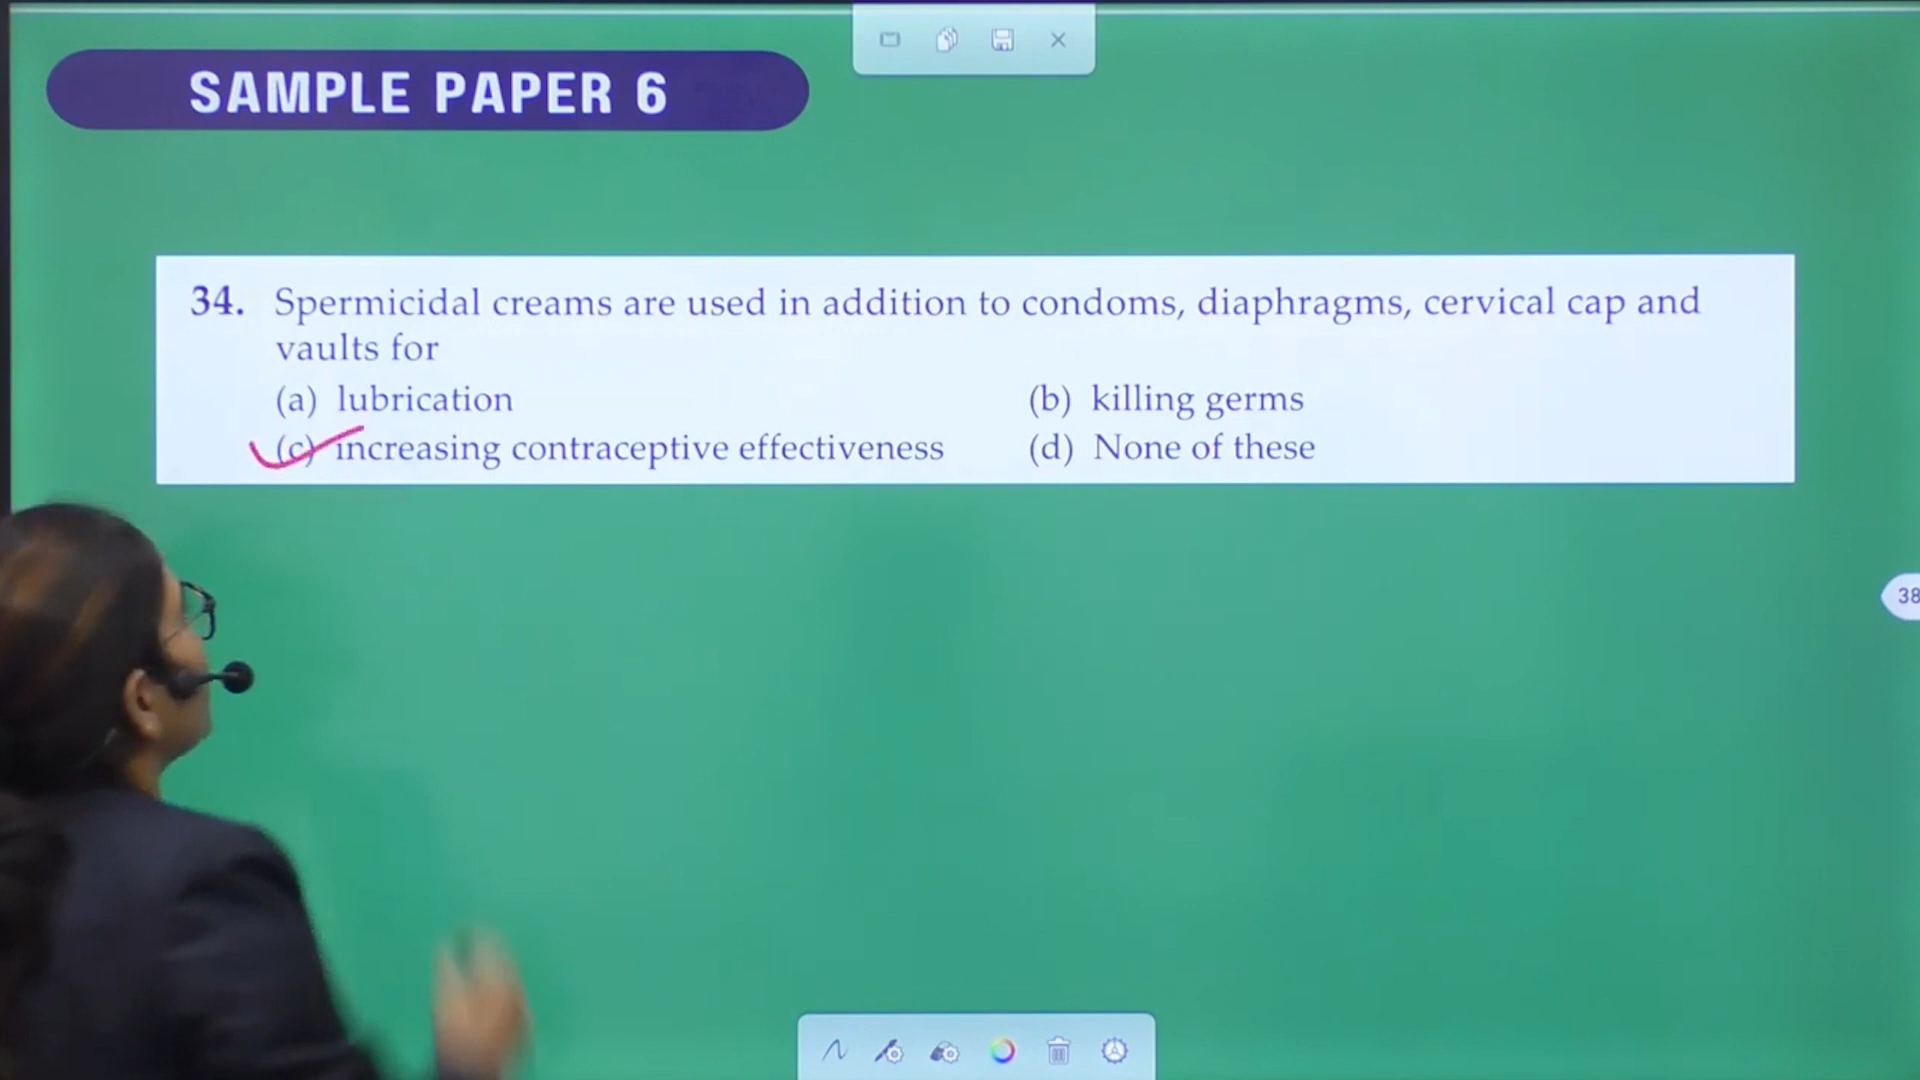 SAMPLE PAPER 6
34. Spermicidal creams are used in addition to condoms, diaphragms, cervical cap and
vaults for
(a) lubrication (b) killing germs
(c) increasing contraceptive effectiveness (d) None of these
38